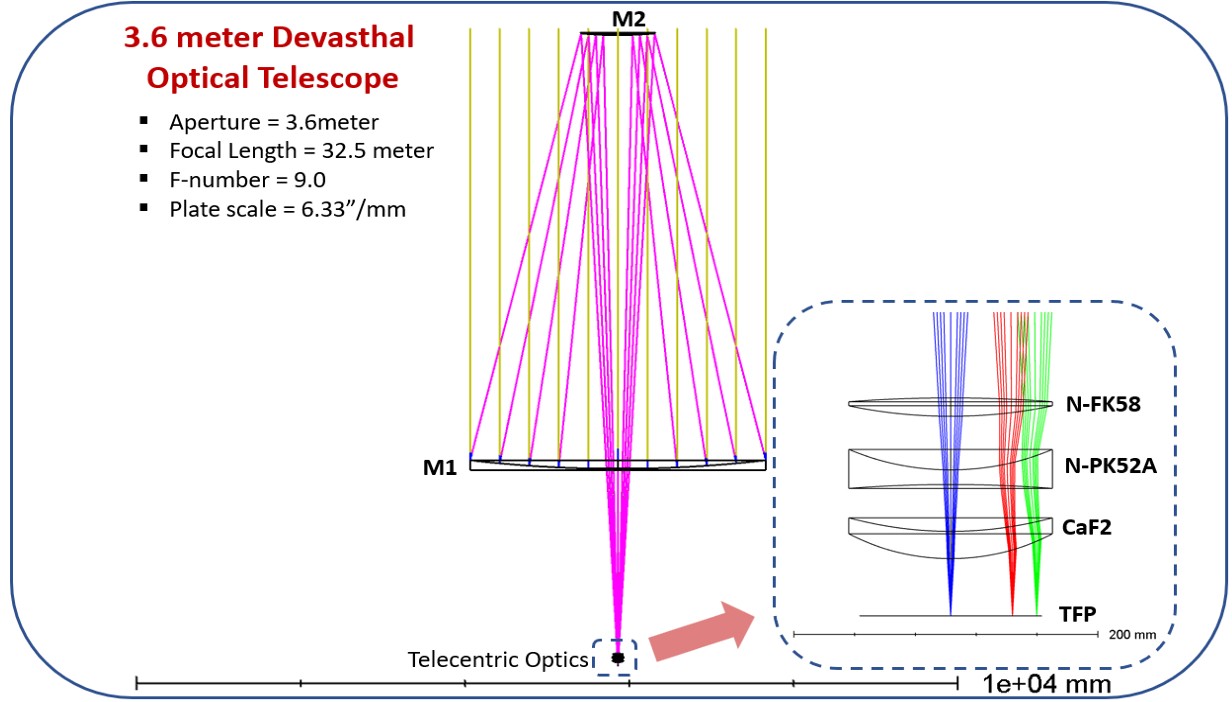 3.6 meter Devasthal
Optical Telescope
▪ Aperture = 3.6meter
▪ Focal Length = 32.5 meter
▪ F-number = 9.0
▪ Plate scale = 6.33”/mm
M2
M1
N-FK58
N-PK52A
CaF2
TFP
200 mm
Telecentric Optics
1e+04 mm